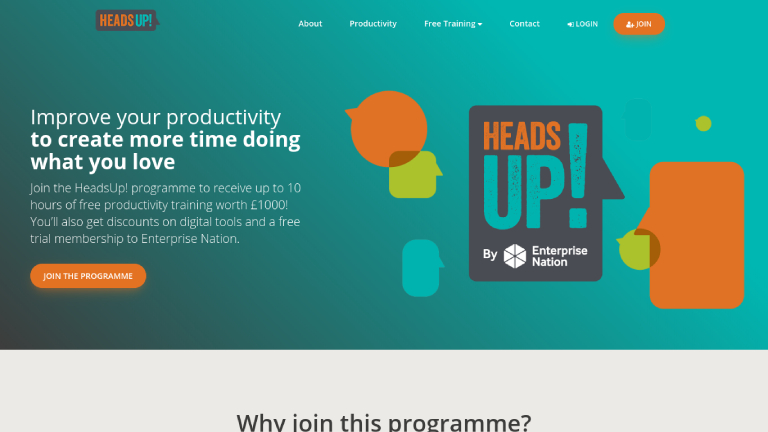 HEADS UP!
About
Productivity
Free Training
Contact
LOGIN
JOIN
Improve your productivity
to create more time doing
what you love
Join the HeadsUp! programme to receive up to 10
hours of free productivity training worth £1000!
You'll also get discounts on digital tools and a free
trial membership to Enterprise Nation.
JOIN THE PROGRAMME
HEADS
UP!
By Enterprise
Nation
Why join this programme?